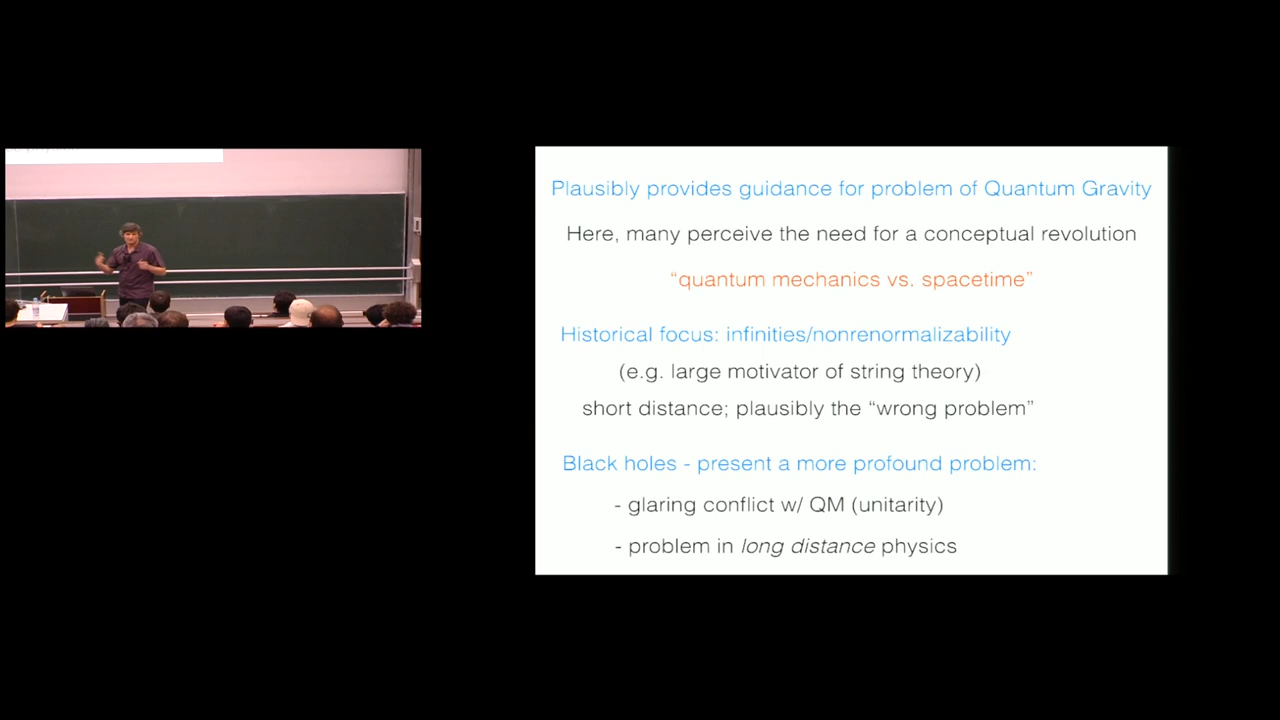 Plausibly provides guidance for problem of Quantum Gravity
Here, many perceive the need for a conceptual revolution
“quantum mechanics vs. spacetime”
Historical focus: infinities/nonrenormalizability
(e.g. large motivator of string theory)
short distance; plausibly the “wrong problem”
Black holes - present a more profound problem:
- glaring conflict w/ QM (unitarity)
- problem in long distance physics